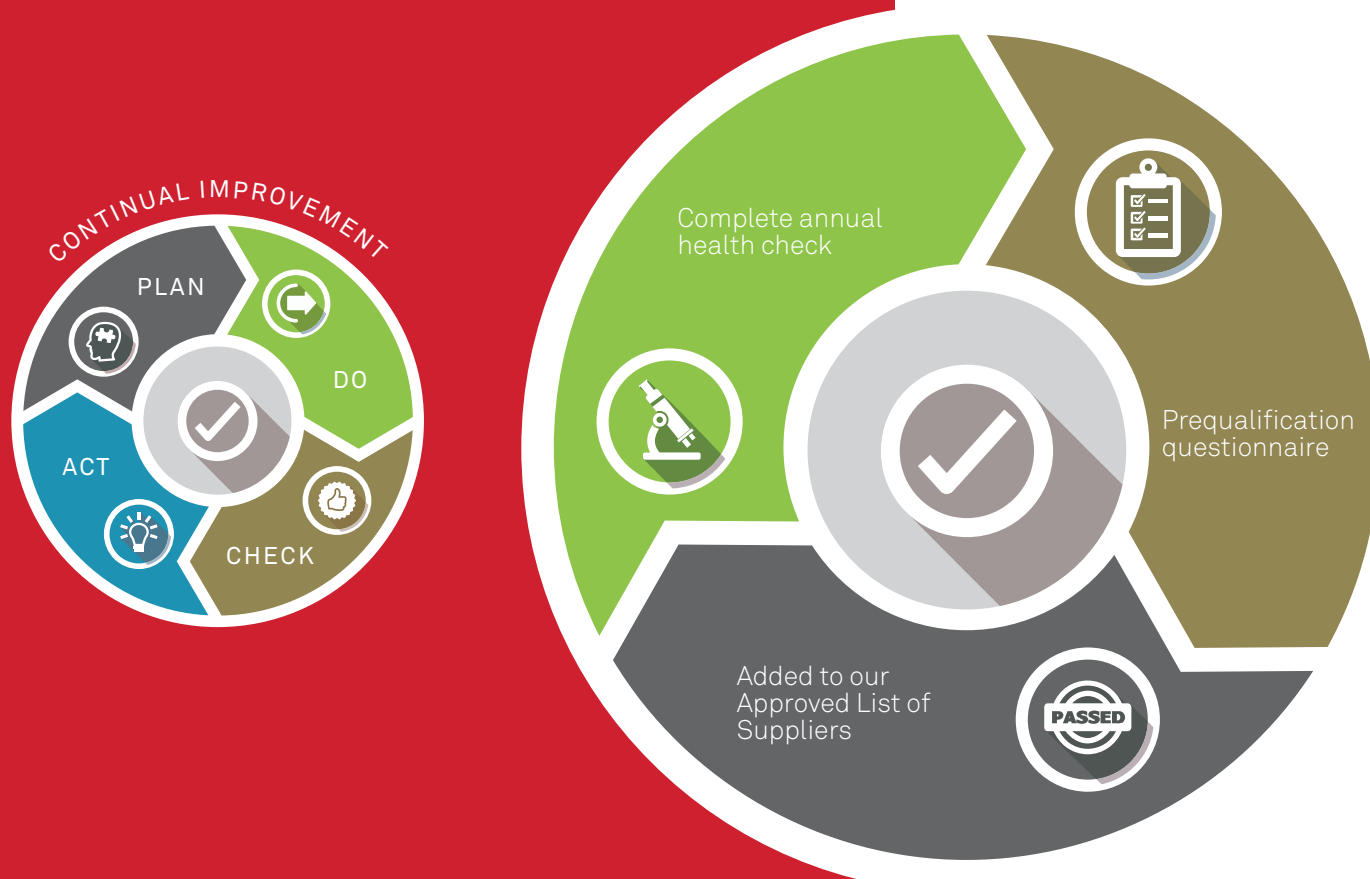 CONTINUAL IMPROVEMENT
PLAN
DO
ACT
CHECK
Complete annual
health check
Prequalification
questionnaire
Added to our
Approved List of
Suppliers
PASSED